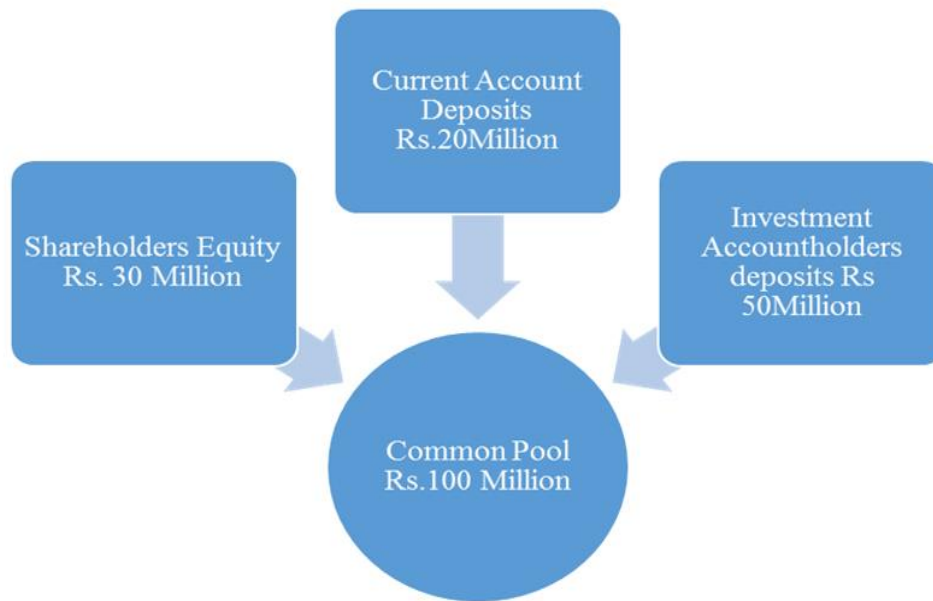 Current Account
Deposits
Rs.20Million
Shareholders Equity
Rs. 30 Million
Investment
Accountholders
deposits Rs
50Million
Common Pool
Rs.100 Million